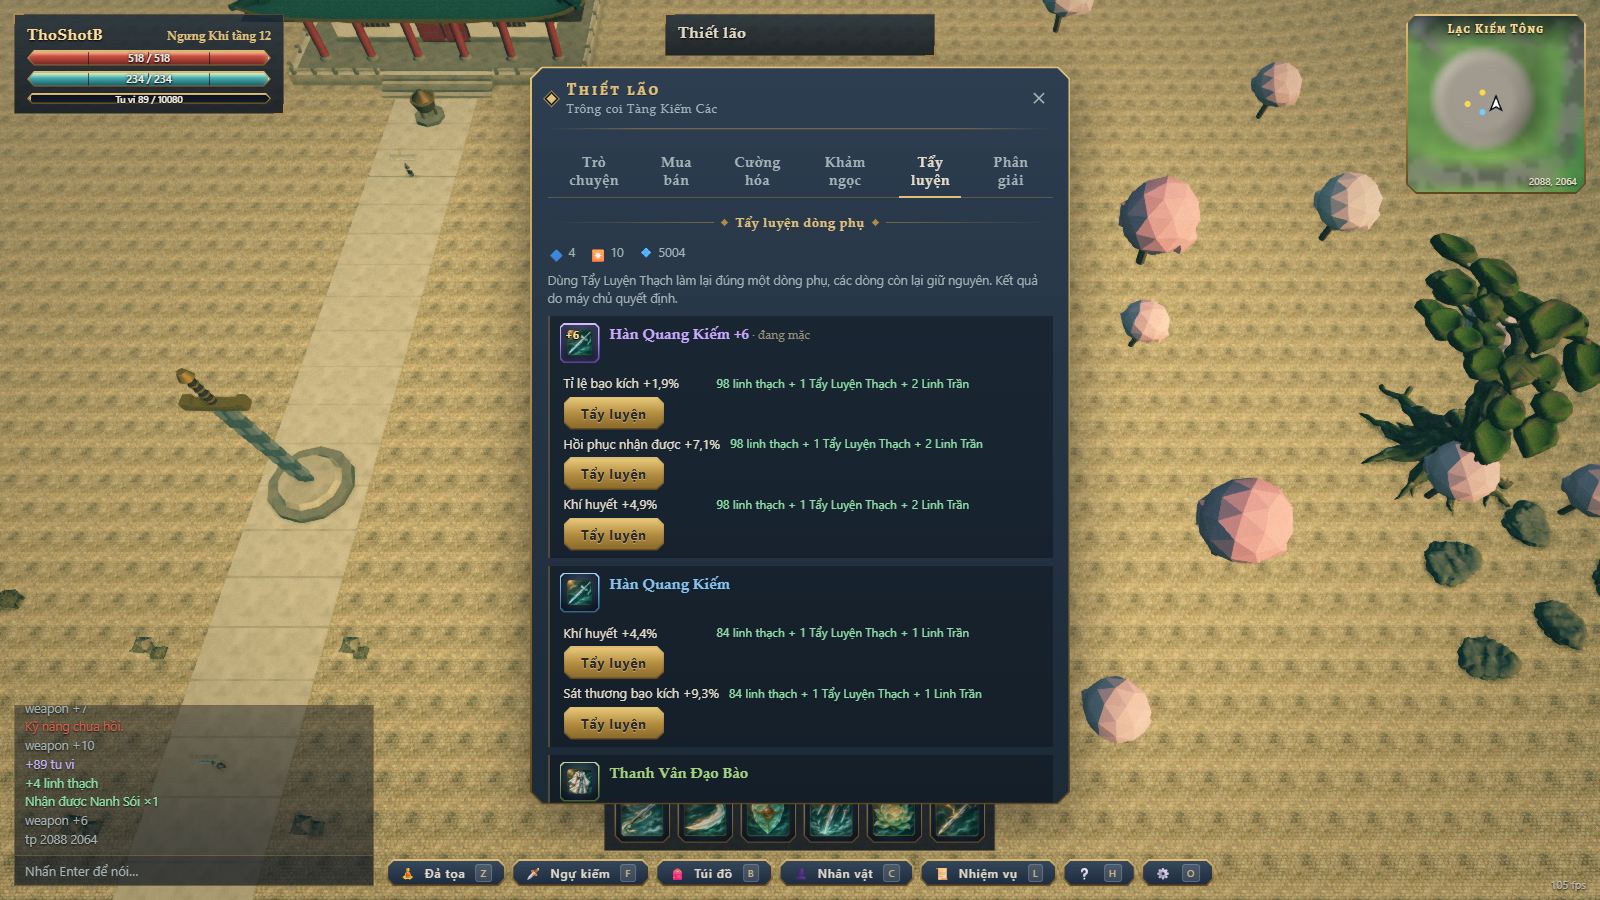 ThoShotB
Ngưng Khí tầng 12
518 / 518
234 / 234
Tu vi 89 / 10080
Thiết lão
LẠC KIẾM TÔNG
2088, 2064
THIẾT LÃO
Trông coi Tàng Kiếm Các
Trò chuyện
Mua bán
Cường hóa
Khảm ngọc
Tẩy luyện
Phân giải
Tẩy luyện dòng phụ
4
10
5004
Dùng Tẩy Luyện Thạch làm lại đúng một dòng phụ, các dòng còn lại giữ nguyên. Kết quả
do máy chủ quyết định.
+6
Hàn Quang Kiếm +6 · đang mặc
Tỉ lệ bạo kích +1,9% 98 linh thạch + 1 Tẩy Luyện Thạch + 2 Linh Trần
Tẩy luyện
Hồi phục nhận được +7,1% 98 linh thạch + 1 Tẩy Luyện Thạch + 2 Linh Trần
Tẩy luyện
Khí huyết +4,9% 98 linh thạch + 1 Tẩy Luyện Thạch + 2 Linh Trần
Tẩy luyện
Hàn Quang Kiếm
Khí huyết +4,4% 84 linh thạch + 1 Tẩy Luyện Thạch + 1 Linh Trần
Tẩy luyện
Sát thương bạo kích +9,3% 84 linh thạch + 1 Tẩy Luyện Thạch + 1 Linh Trần
Tẩy luyện
Thanh Vân Đạo Bào
weapon +7
Kỹ năng chưa hồi.
weapon +10
+89 tu vi
+4 linh thạch
Nhận được Nanh Sói ×1
weapon +6
tp 2088 2064
Nhấn Enter để nói...
Đả tọa Z
Ngự kiếm F
Túi đồ B
Nhân vật C
Nhiệm vụ L
? H
O
105 fps